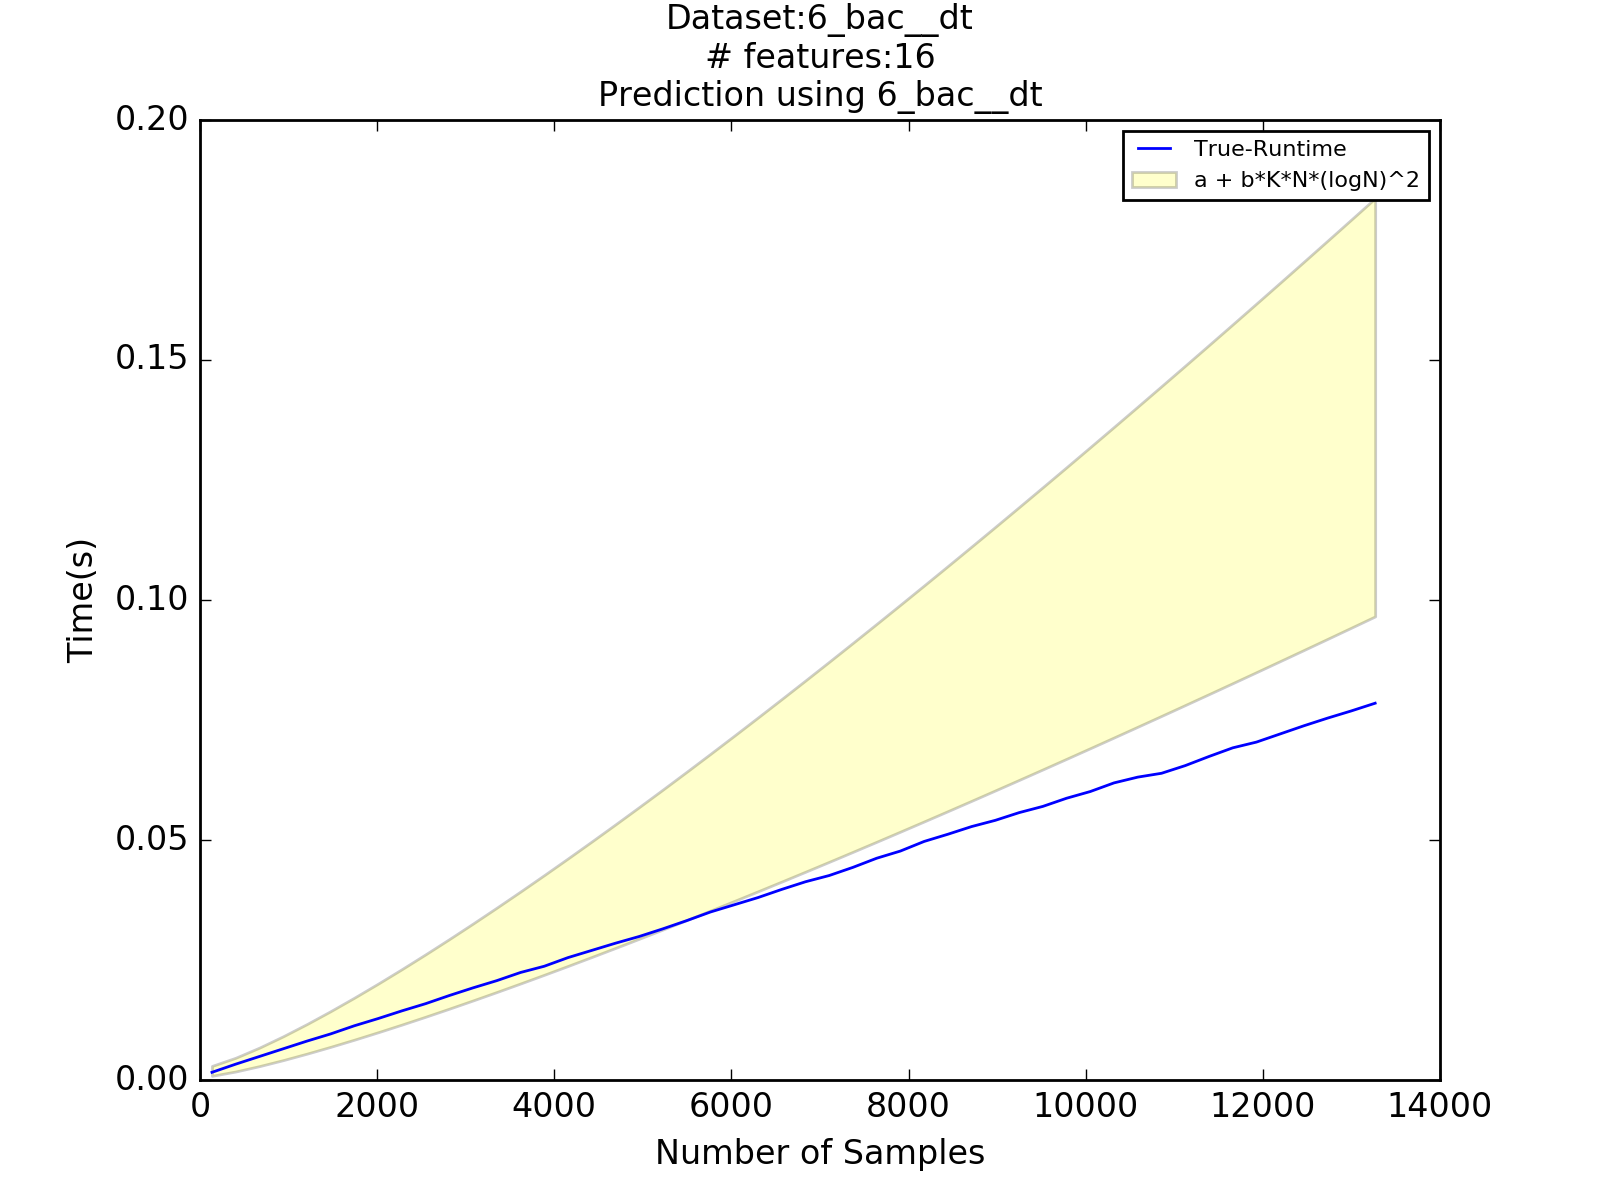 Dataset:6_bac__dt
# features:16
Prediction using 6_bac__dt
0.20
0.15
0.10
0.05
0.00
Time(s)
True-Runtime
a + b*K*N*(logN)^2
0 2000 4000 6000 8000 10000 12000 14000
Number of Samples